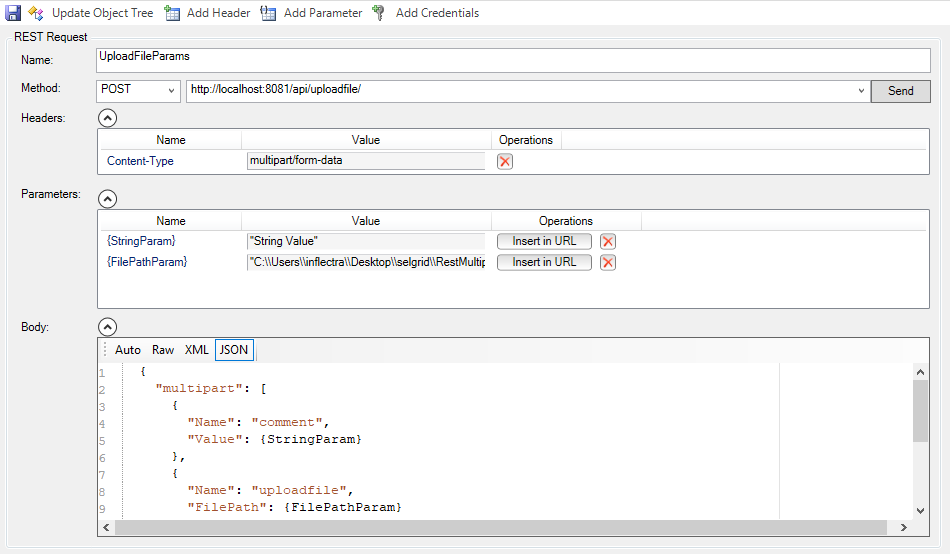 Update Object Tree Add Header Add Parameter Add Credentials
REST Request
Name: UploadFileParams
Method: POST http://localhost:8081/api/uploadfile/ Send
Headers:
Name Value Operations
Content-Type multipart/form-data
Parameters:
Name Value Operations
{StringParam} "String Value" Insert in URL
{FilePathParam} "C:\\Users\\inflectra\\Desktop\\selgrid\\RestMultip Insert in URL
Body:
Auto Raw XML JSON
1 {
2 "multipart": [
3 {
4 "Name": "comment",
5 "Value": {StringParam}
6 },
7 {
8 "Name": "uploadfile",
9 "FilePath": {FilePathParam}